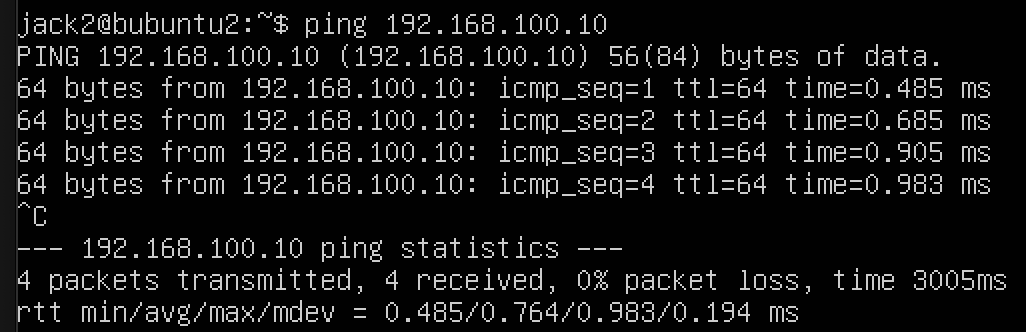 jack2@bubuntu2:~$ ping 192.168.100.10
PING 192.168.100.10 (192.168.100.10) 56(84) bytes of data.
64 bytes from 192.168.100.10: icmp_seq=1 ttl=64 time=0.485 ms
64 bytes from 192.168.100.10: icmp_seq=2 ttl=64 time=0.685 ms
64 bytes from 192.168.100.10: icmp_seq=3 ttl=64 time=0.905 ms
64 bytes from 192.168.100.10: icmp_seq=4 ttl=64 time=0.983 ms
^C
--- 192.168.100.10 ping statistics ---
4 packets transmitted, 4 received, 0% packet loss, time 3005ms
rtt min/avg/max/mdev = 0.485/0.764/0.983/0.194 ms